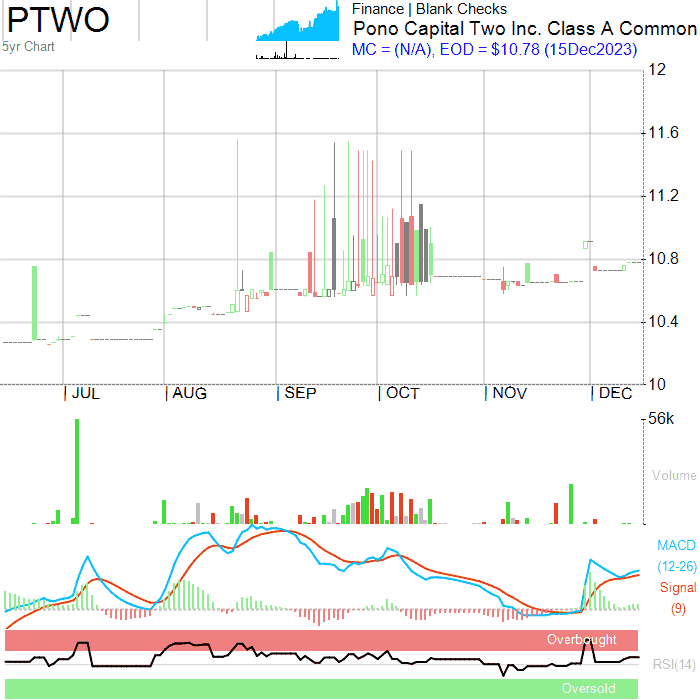 PTWO
5yr Chart
Finance | Blank Checks
Pono Capital Two Inc. Class A Common
MC = (N/A), EOD = $10.78 (15Dec2023)
12
11.6
11.2
10.8
10.4
10
JUL
AUG
SEP
OCT
NOV
DEC
56k
Volume
MACD
(12-26)
Signal
(9)
Overbought
RSI(14)
Oversold